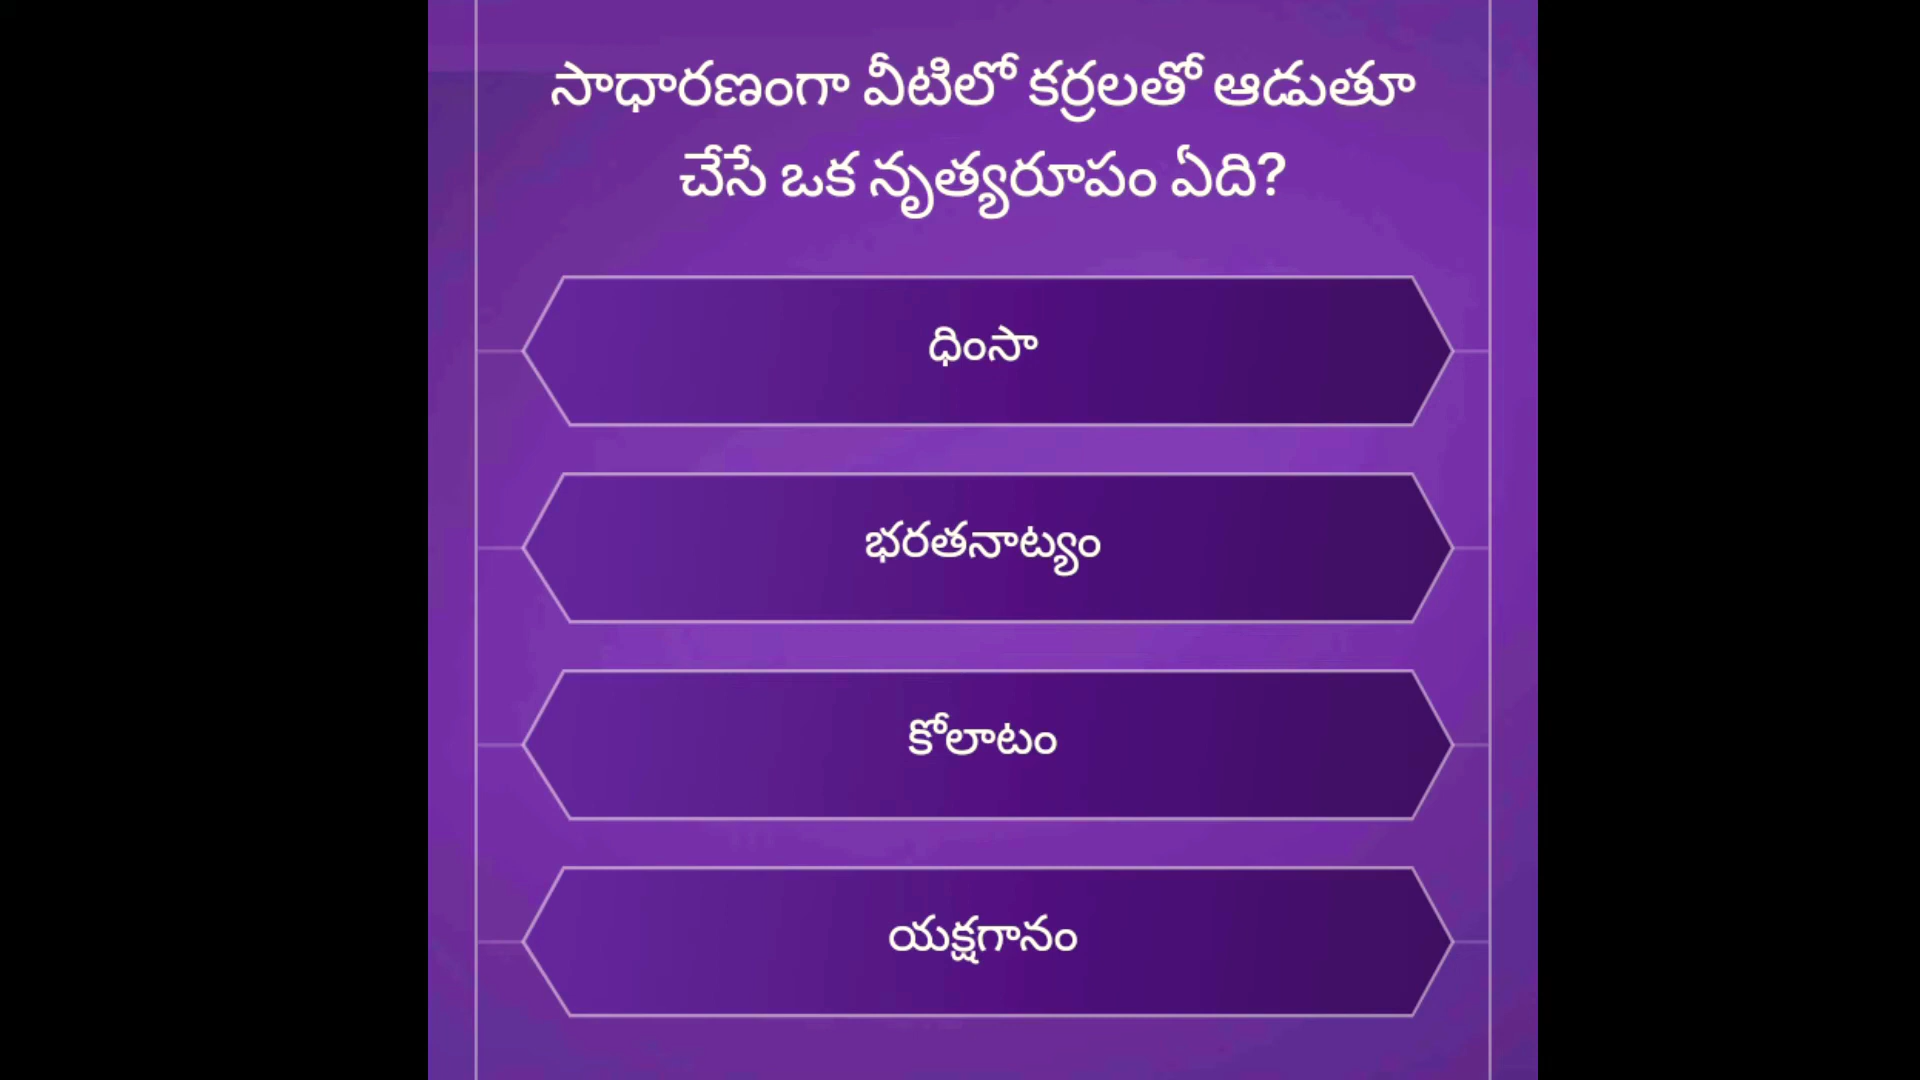 సాధారణంగా వీటిలో కర్రలతో ఆడుతూ
చేసే ఒక నృత్యరూపం ఏది?
ధింసా
భరతనాట్యం
కోలాటం
యక్షగానం